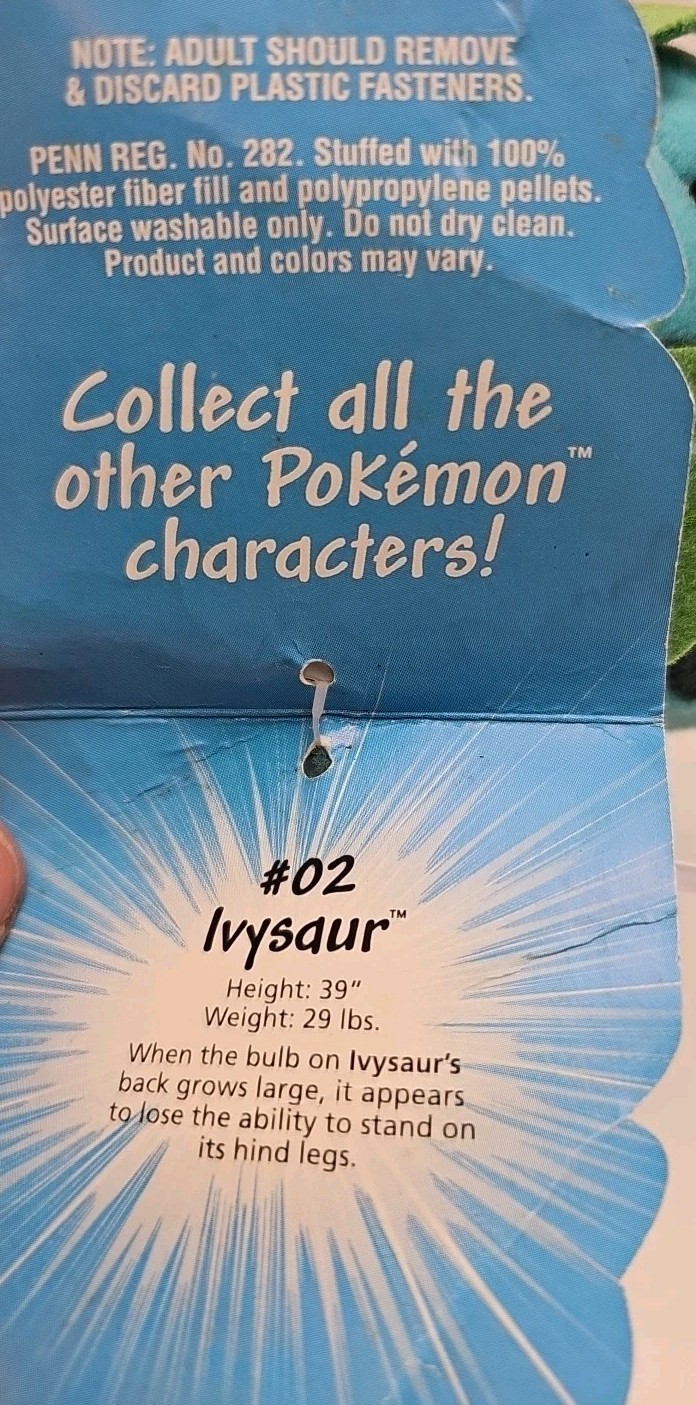 NOTE: ADULT SHOULD REMOVE
& DISCARD PLASTIC FASTENERS.
PENN REG. No. 282. Stuffed with 100%
polyester fiber fill and polypropylene pellets.
Surface washable only. Do not dry clean.
Product and colors may vary.
Collect all the
other Pokémon™
characters!
#02
Ivysaur™
Height: 39"
Weight: 29 lbs.
When the bulb on Ivysaur's
back grows large, it appears
to lose the ability to stand on
its hind legs.